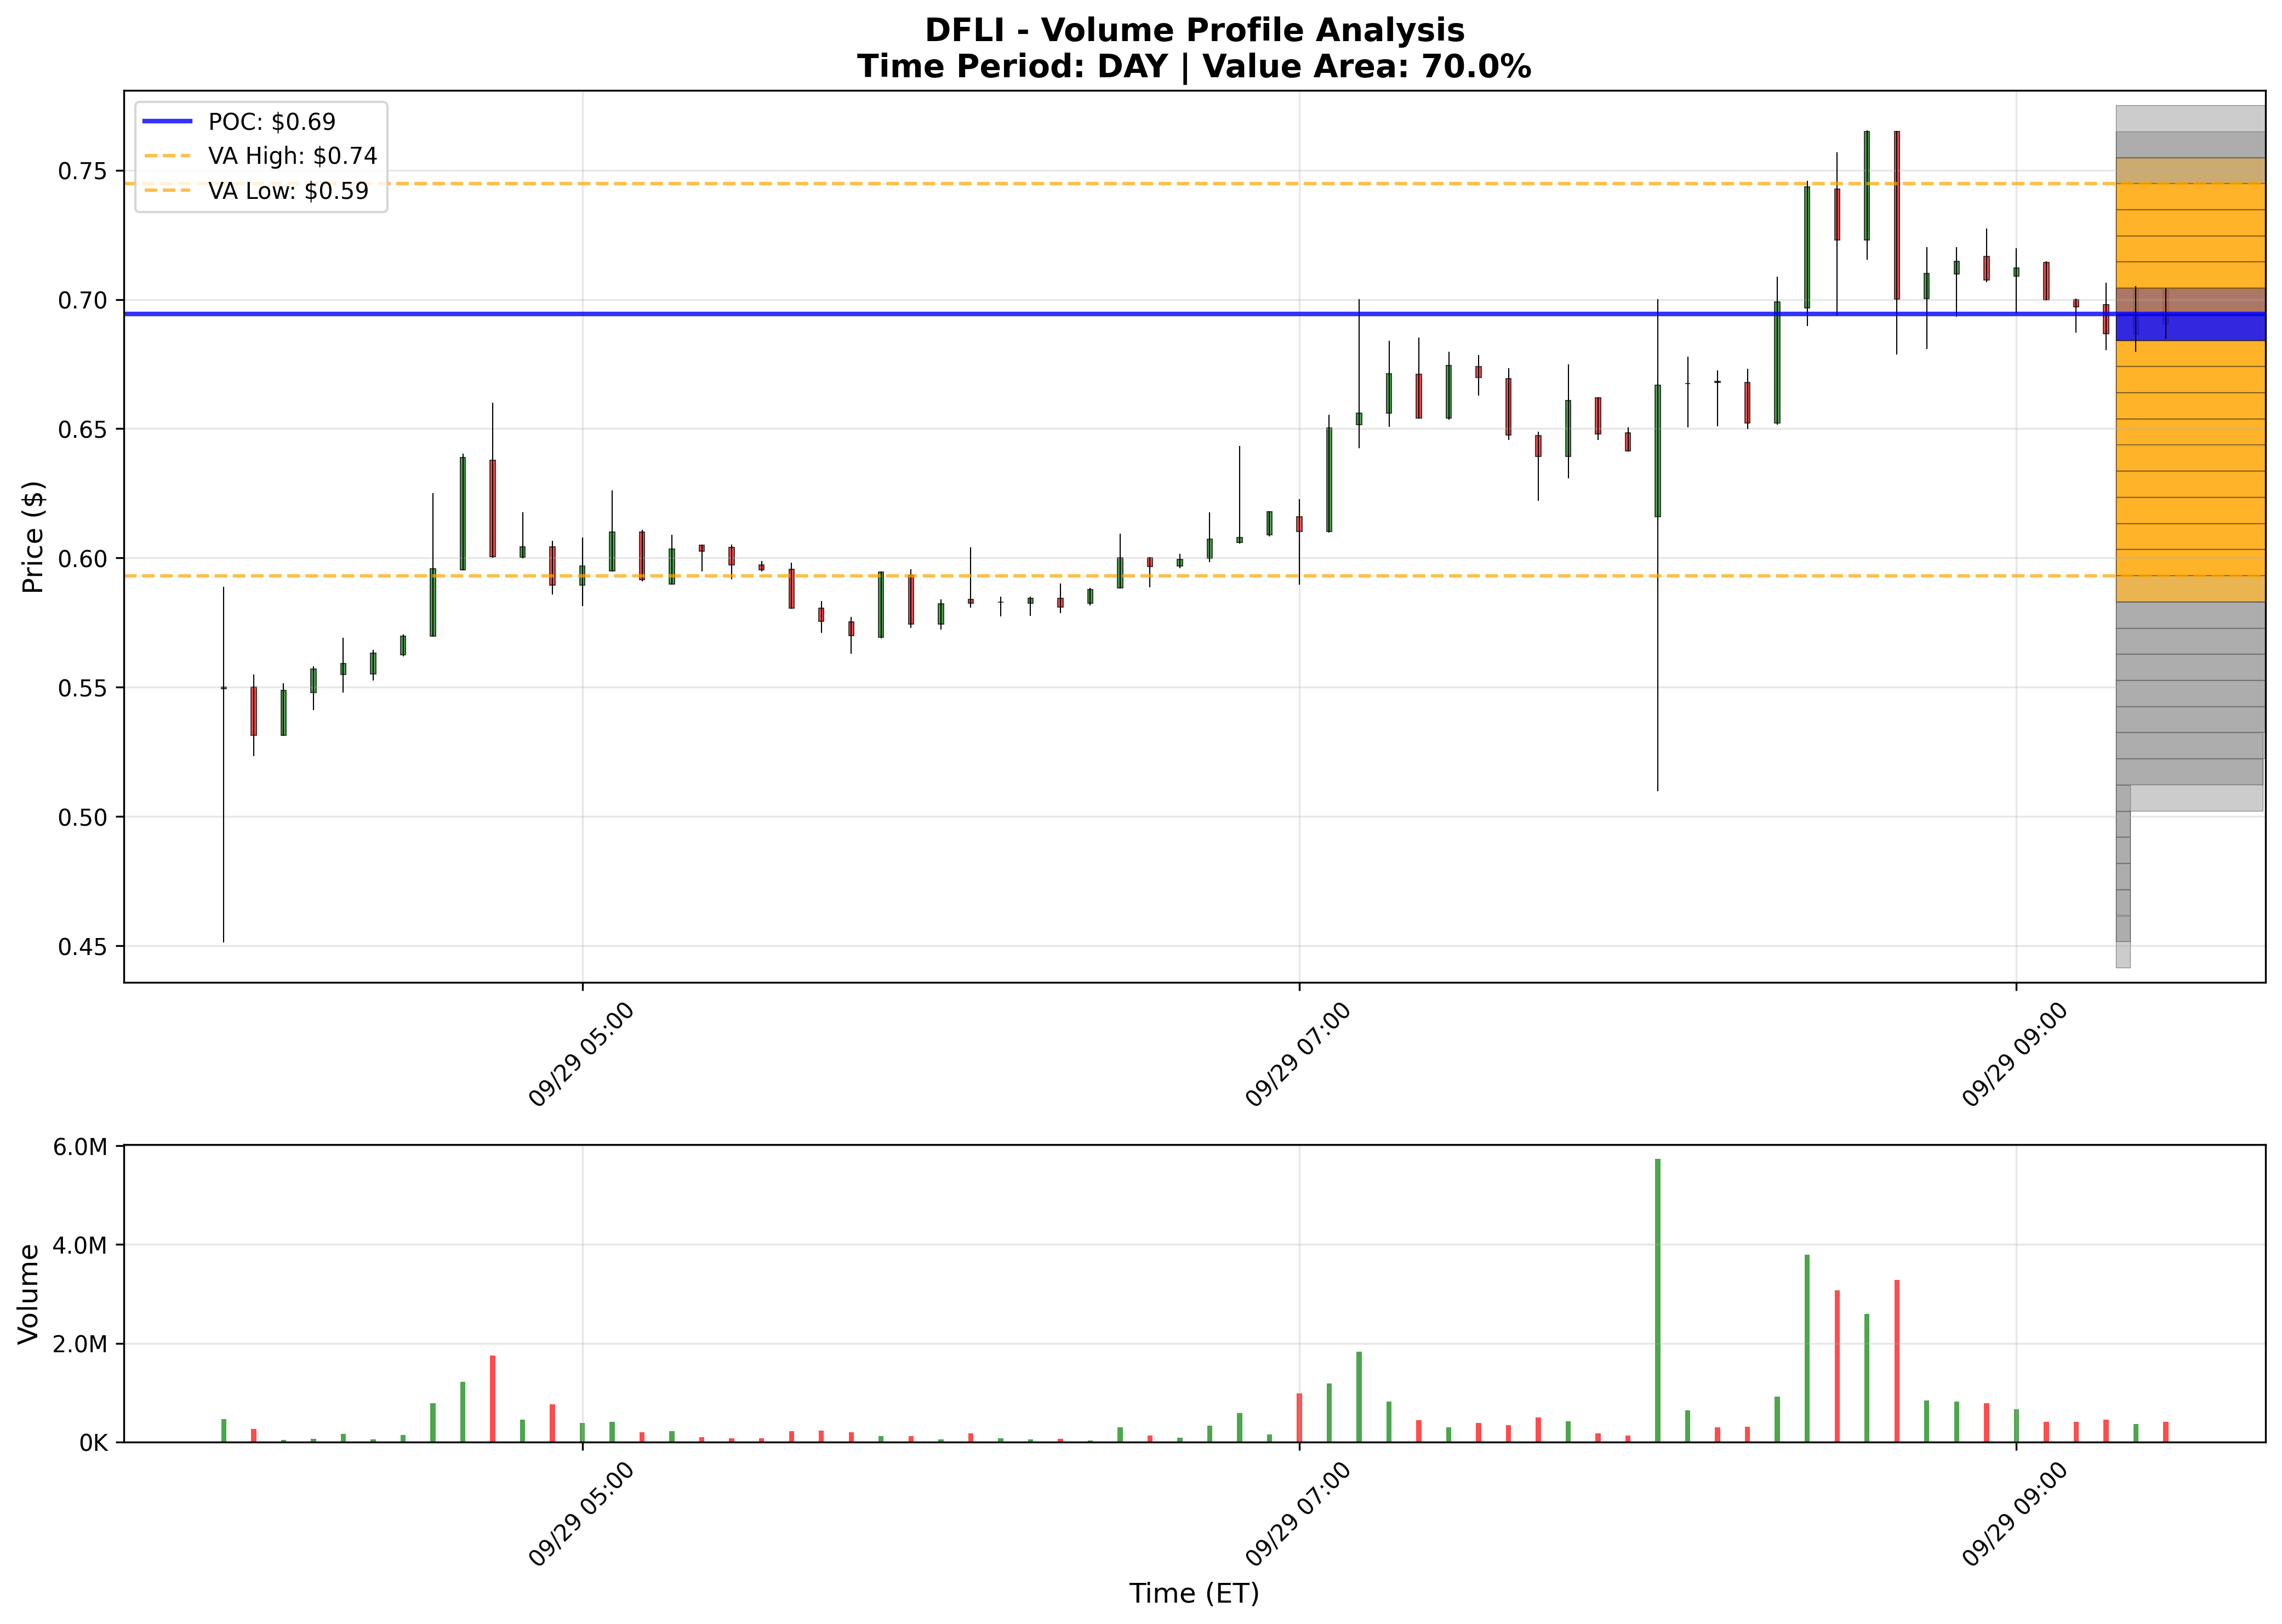 DFLI - Volume Profile Analysis
Time Period: DAY | Value Area: 70.0%
POC: $0.69
VA High: $0.74
VA Low: $0.59
Price ($)
0.75
0.70
0.65
0.60
0.55
0.50
0.45
09/29 05:00
09/29 07:00
09/29 09:00
Volume
6.0M
4.0M
2.0M
0K
09/29 05:00
09/29 07:00
09/29 09:00
Time (ET)